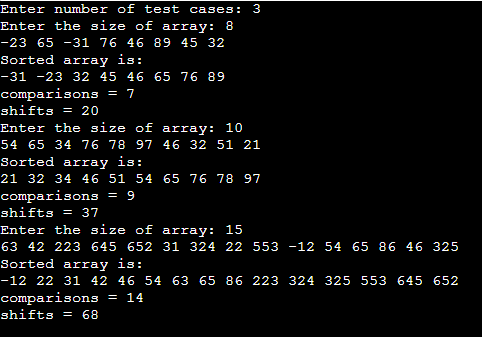 Enter number of test cases: 3
Enter the size of array: 8
-23 65 -31 76 46 89 45 32
Sorted array is:
-31 -23 32 45 46 65 76 89
comparisons = 7
shifts = 20
Enter the size of array: 10
54 65 34 76 78 97 46 32 51 21
Sorted array is:
21 32 34 46 51 54 65 76 78 97
comparisons = 9
shifts = 37
Enter the size of array: 15
63 42 223 645 652 31 324 22 553 -12 54 65 86 46 325
Sorted array is:
-12 22 31 42 46 54 63 65 86 223 324 325 553 645 652
comparisons = 14
shifts = 68